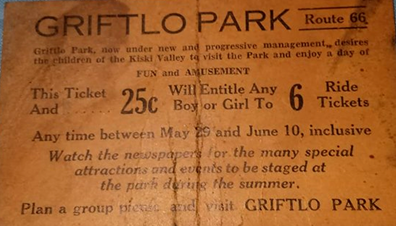 GRIFTLO PARK Route 66
Griftlo Park, now under new and progressive management, desires
the children of the Kiski Valley to visit the Park and enjoy a day of
FUN and AMUSEMENT
This Ticket And ....... 25c Will Entitle Any Boy or Girl To 6 Ride Tickets
Any time between May 29 and June 10, inclusive
Watch the newspapers for the many special
attractions and events to be staged at
the park during the summer.
Plan a group picnic and visit GRIFTLO PARK